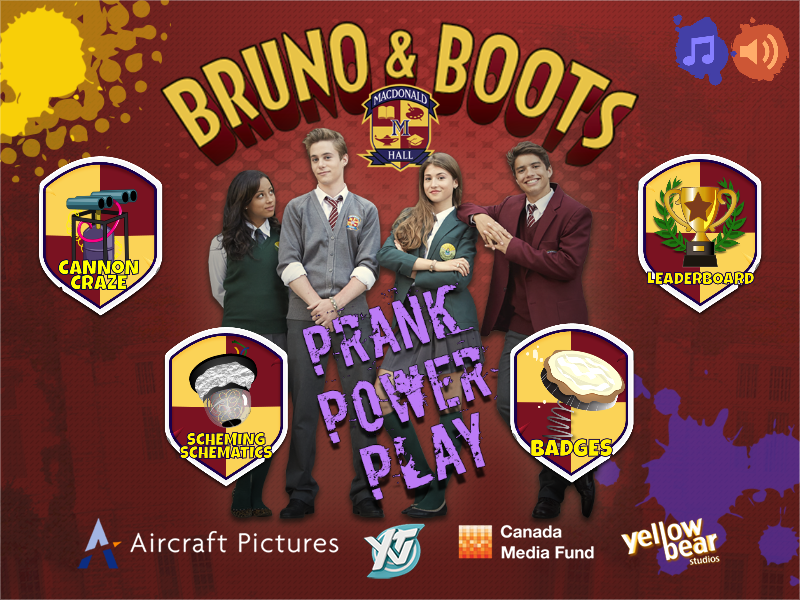 BRUNO & BOOTS
MACDONALD
M
HALL
CANNON
CRAZE
LEADERBOARD
PRANK
POWER
PLAY
SCHEMING
SCHEMATICS
BADGES
Aircraft Pictures
YTV
Canada
Media Fund
yellow
bear
studios